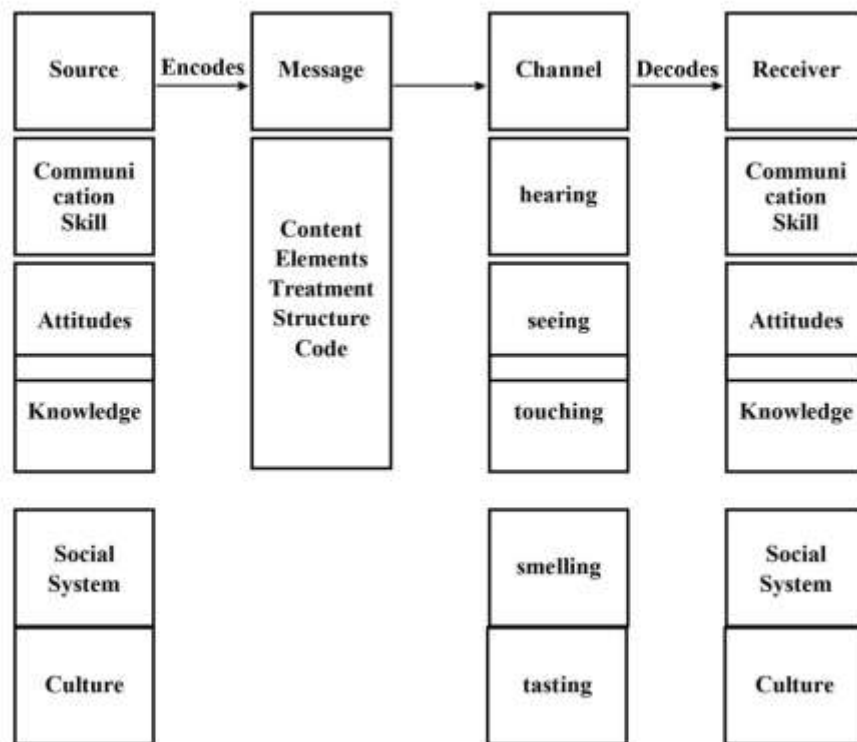 Source
Encodes
Message
Channel
Decodes
Receiver
Communi
cation
Skill
Content
Elements
Treatment
Structure
Code
hearing
Communi
cation
Skill
Attitudes
seeing
Attitudes
Knowledge
touching
Knowledge
Social
System
smelling
Social
System
Culture
tasting
Culture